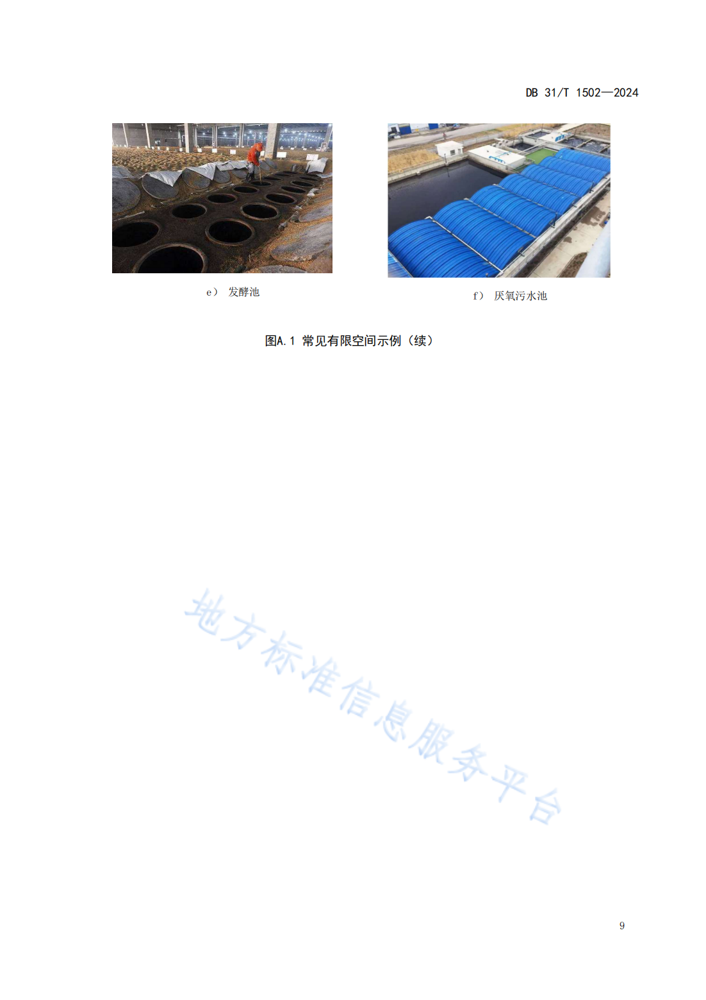 DB 31/T 1502—2024
e） 发酵池
f） 厌氧污水池
图A.1 常见有限空间示例（续）
地方标准信息服务平台
9